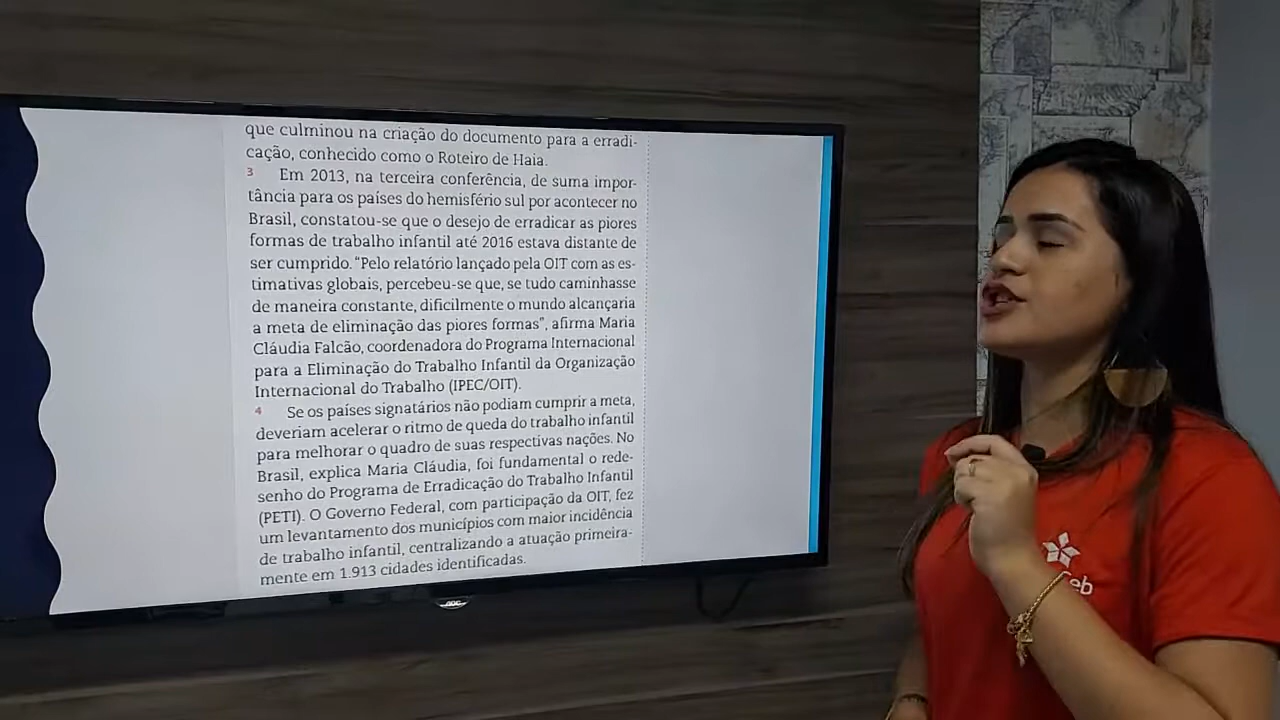 que culminou na criação do documento para a erradi-
cação, conhecido como o Roteiro de Haia.
3 Em 2013, na terceira conferência, de suma impor-
tância para os países do hemisfério sul por acontecer no
Brasil, constatou-se que o desejo de erradicar as piores
formas de trabalho infantil até 2016 estava distante de
ser cumprido. “Pelo relatório lançado pela OIT com as es-
timativas globais, percebeu-se que, se tudo caminhasse
de maneira constante, dificilmente o mundo alcançaria
a meta de eliminação das piores formas”, afirma Maria
Cláudia Falcão, coordenadora do Programa Internacional
para a Eliminação do Trabalho Infantil da Organização
Internacional do Trabalho (IPEC/OIT).
4 Se os países signatários não podiam cumprir a meta,
deveriam acelerar o ritmo de queda do trabalho infantil
para melhorar o quadro de suas respectivas nações. No
Brasil, explica Maria Cláudia, foi fundamental o rede-
senho do Programa de Erradicação do Trabalho Infantil
(PETI). O Governo Federal, com participação da OIT, fez
um levantamento dos municípios com maior incidência
de trabalho infantil, centralizando a atuação primeira-
mente em 1.913 cidades identificadas.
AOC